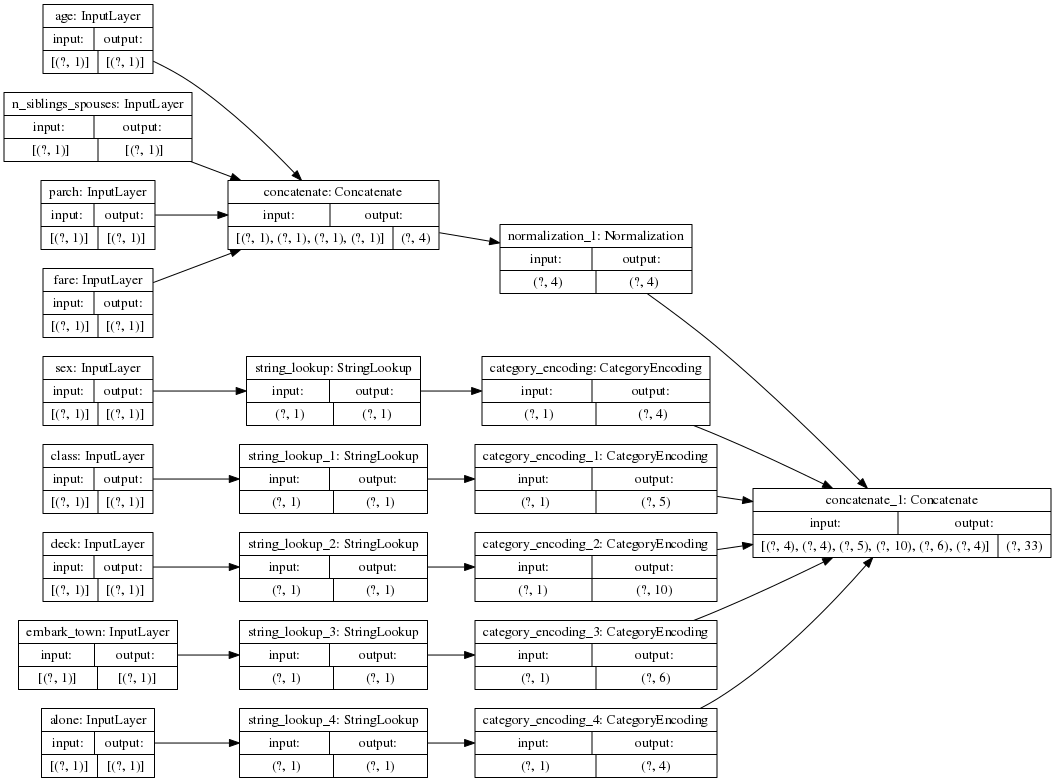 age: InputLayer
input: output:
[(?, 1)] [(?, 1)]
n_siblings_spouses: InputLayer
input: output:
[(?, 1)] [(?, 1)]
parch: InputLayer
input: output:
[(?, 1)] [(?, 1)]
fare: InputLayer
input: output:
[(?, 1)] [(?, 1)]
concatenate: Concatenate
input: output:
[(?, 1), (?, 1), (?, 1), (?, 1)] (?, 4)
normalization_1: Normalization
input: output:
(?, 4) (?, 4)
sex: InputLayer
input: output:
[(?, 1)] [(?, 1)]
string_lookup: StringLookup
input: output:
(?, 1) (?, 1)
category_encoding: CategoryEncoding
input: output:
(?, 1) (?, 4)
class: InputLayer
input: output:
[(?, 1)] [(?, 1)]
string_lookup_1: StringLookup
input: output:
(?, 1) (?, 1)
category_encoding_1: CategoryEncoding
input: output:
(?, 1) (?, 5)
deck: InputLayer
input: output:
[(?, 1)] [(?, 1)]
string_lookup_2: StringLookup
input: output:
(?, 1) (?, 1)
category_encoding_2: CategoryEncoding
input: output:
(?, 1) (?, 10)
embark_town: InputLayer
input: output:
[(?, 1)] [(?, 1)]
string_lookup_3: StringLookup
input: output:
(?, 1) (?, 1)
category_encoding_3: CategoryEncoding
input: output:
(?, 1) (?, 6)
alone: InputLayer
input: output:
[(?, 1)] [(?, 1)]
string_lookup_4: StringLookup
input: output:
(?, 1) (?, 1)
category_encoding_4: CategoryEncoding
input: output:
(?, 1) (?, 4)
concatenate_1: Concatenate
input: output:
[(?, 4), (?, 4), (?, 5), (?, 10), (?, 6), (?, 4)] (?, 33)